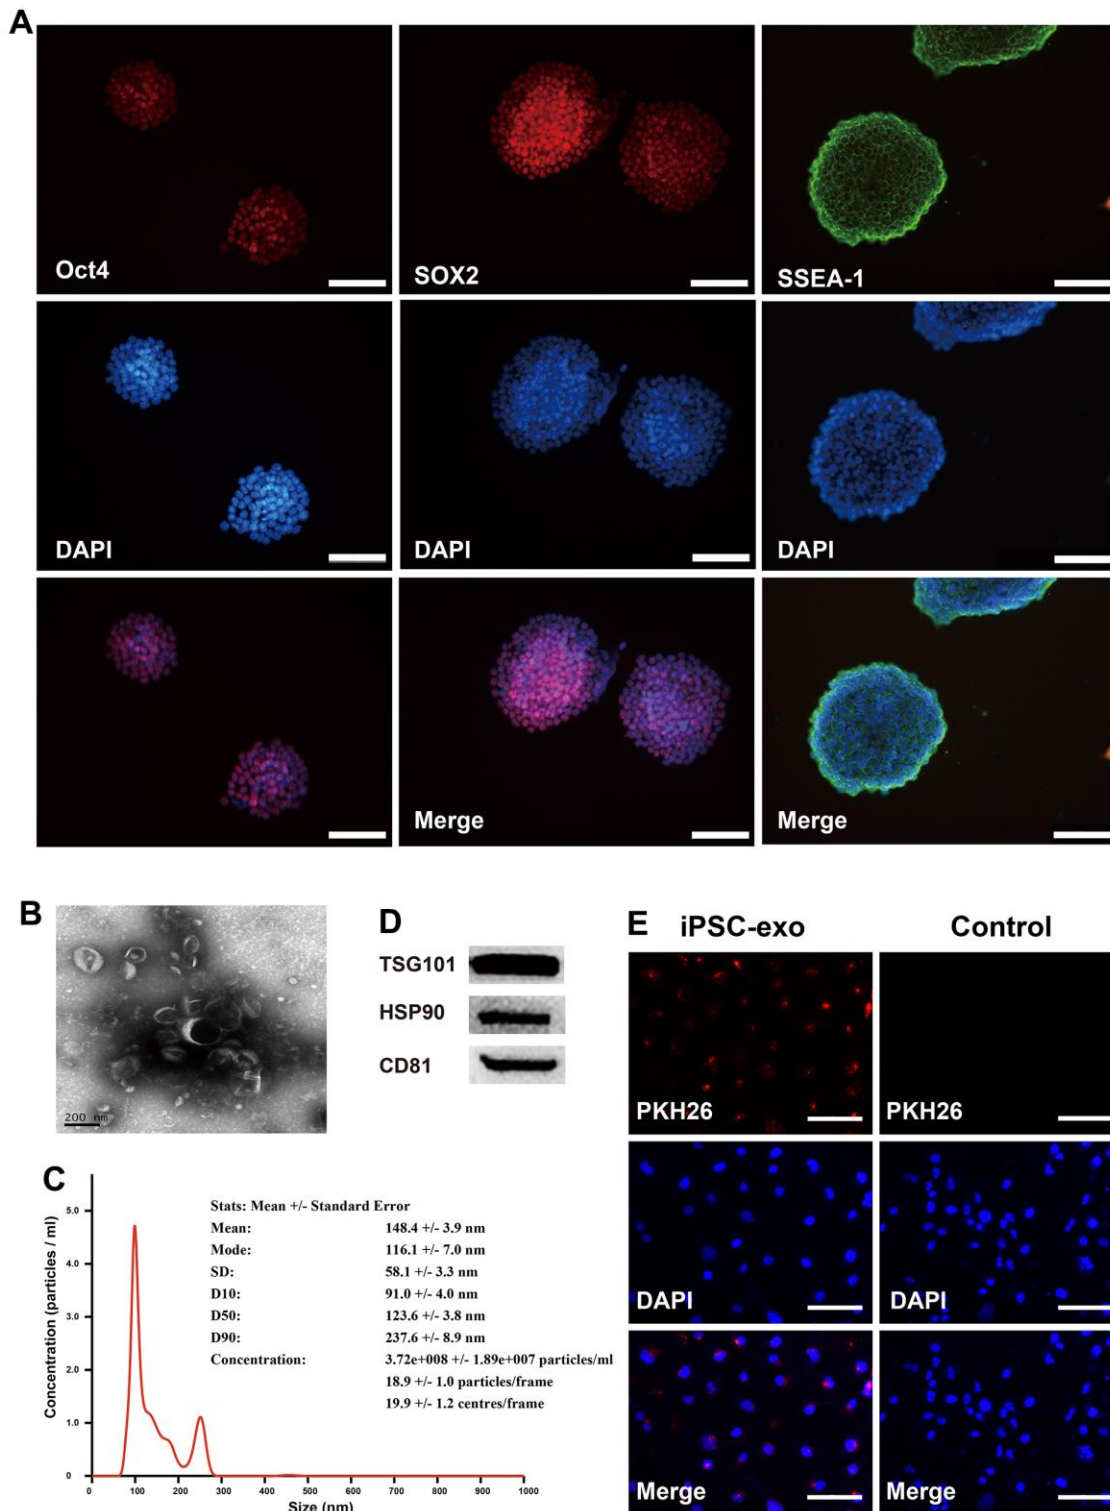 A
Oct4
SOX2
SSEA-1
DAPI
DAPI
DAPI
Merge
Merge
B
200 nm
D
TSG101
HSP90
CD81
C
Concentration (particles / ml)
5.0
4.0
3.0
2.0
1.0
0
0 100 200 300 400 500 600 700 800 900 1000
Size (nm)
Stats: Mean +/- Standard Error
Mean: 148.4 +/- 3.9 nm
Mode: 116.1 +/- 7.0 nm
SD: 58.1 +/- 3.3 nm
D10: 91.0 +/- 4.0 nm
D50: 123.6 +/- 3.8 nm
D90: 237.6 +/- 8.9 nm
Concentration: 3.72e+008 +/- 1.89e+007 particles/ml
18.9 +/- 1.0 particles/frame
19.9 +/- 1.2 centres/frame
E
iPSC-exo
Control
PKH26
PKH26
DAPI
DAPI
Merge
Merge